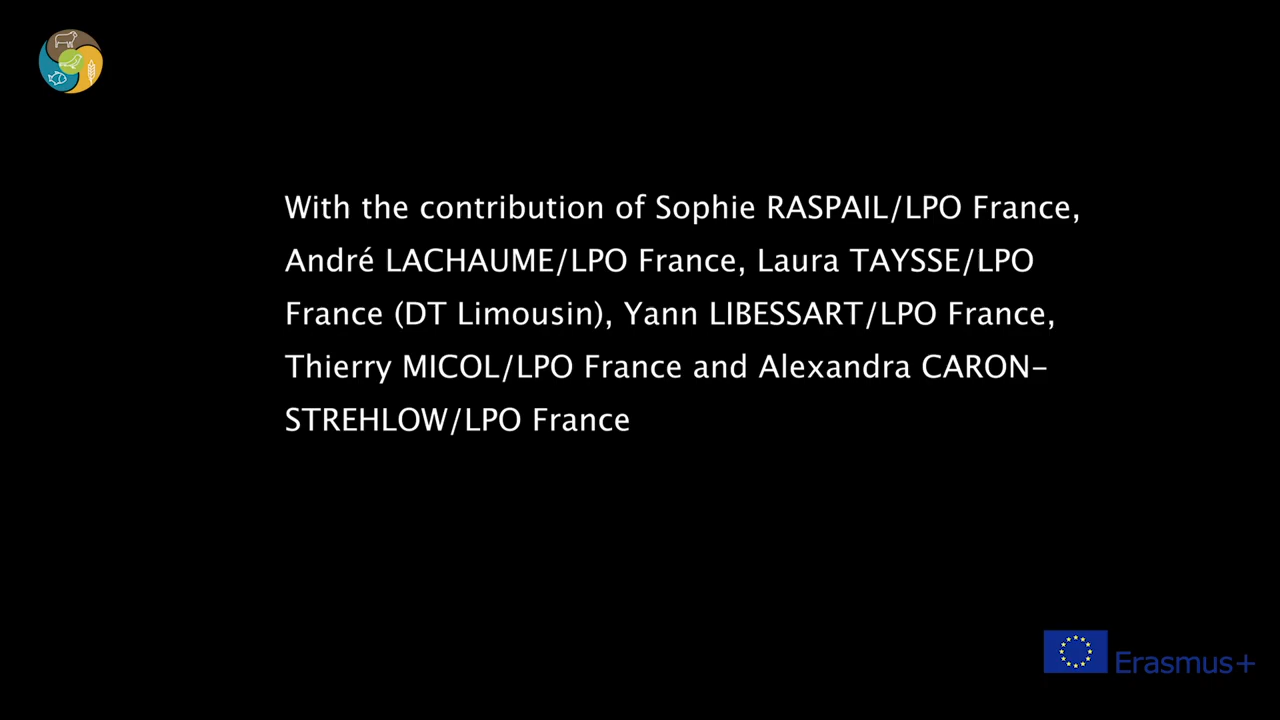 With the contribution of Sophie RASPAIL/LPO France,
André LACHAUME/LPO France, Laura TAYSSE/LPO
France (DT Limousin), Yann LIBESSART/LPO France,
Thierry MICOL/LPO France and Alexandra CARON-
STREHLOW/LPO France
Erasmus+